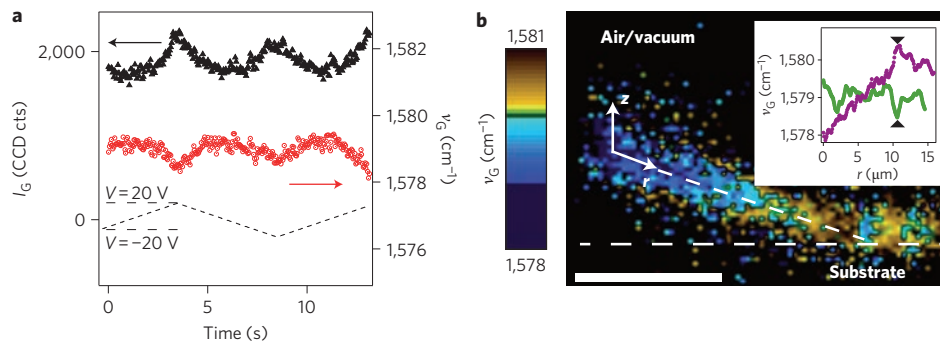 a
2,000
0
I_G (CCD cts)
1,582
1,580
1,578
1,576
ν_G (cm⁻¹)
V = 20 V
V = −20 V
0
5
10
Time (s)
b
1,581
1,578
ν_G (cm⁻¹)
Air/vacuum
z
r
Substrate
1,580
1,579
1,578
ν_G (cm⁻¹)
0
5
10
15
r (μm)